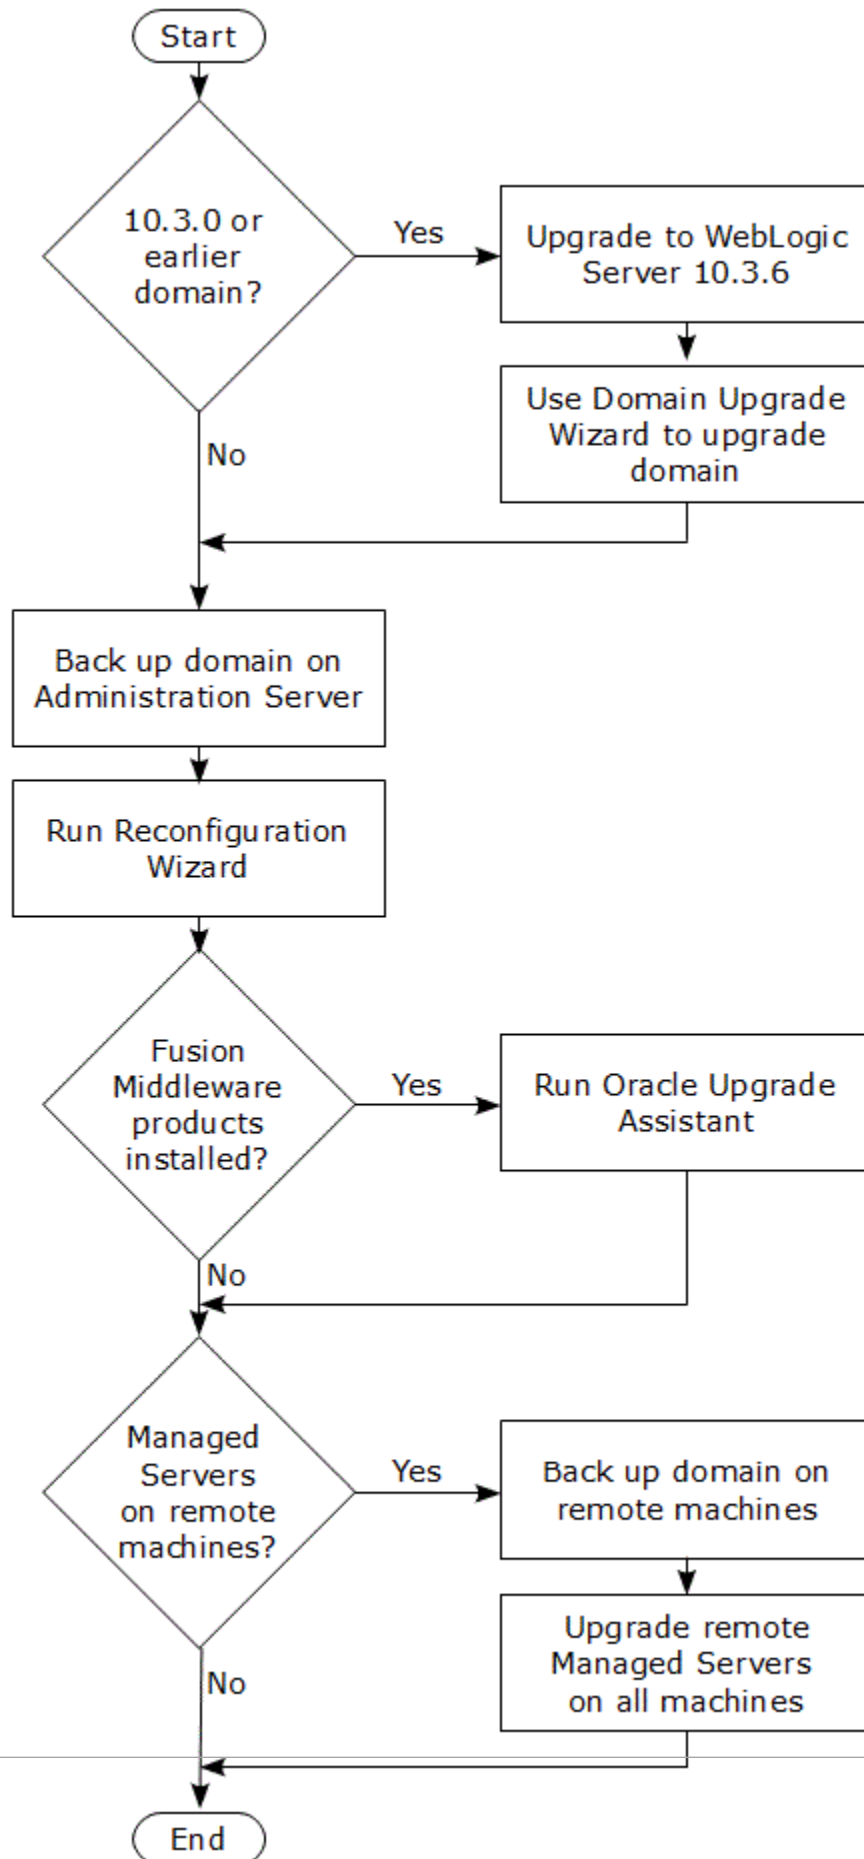 Start
10.3.0 or
earlier
domain?
Yes
Upgrade to WebLogic
Server 10.3.6
Use Domain Upgrade
Wizard to upgrade
domain
No
Back up domain on
Administration Server
Run Reconfiguration
Wizard
Fusion
Middleware
products
installed?
Yes
Run Oracle Upgrade
Assistant
No
Managed
Servers
on remote
machines?
Yes
Back up domain on
remote machines
Upgrade remote
Managed Servers
on all machines
No
End